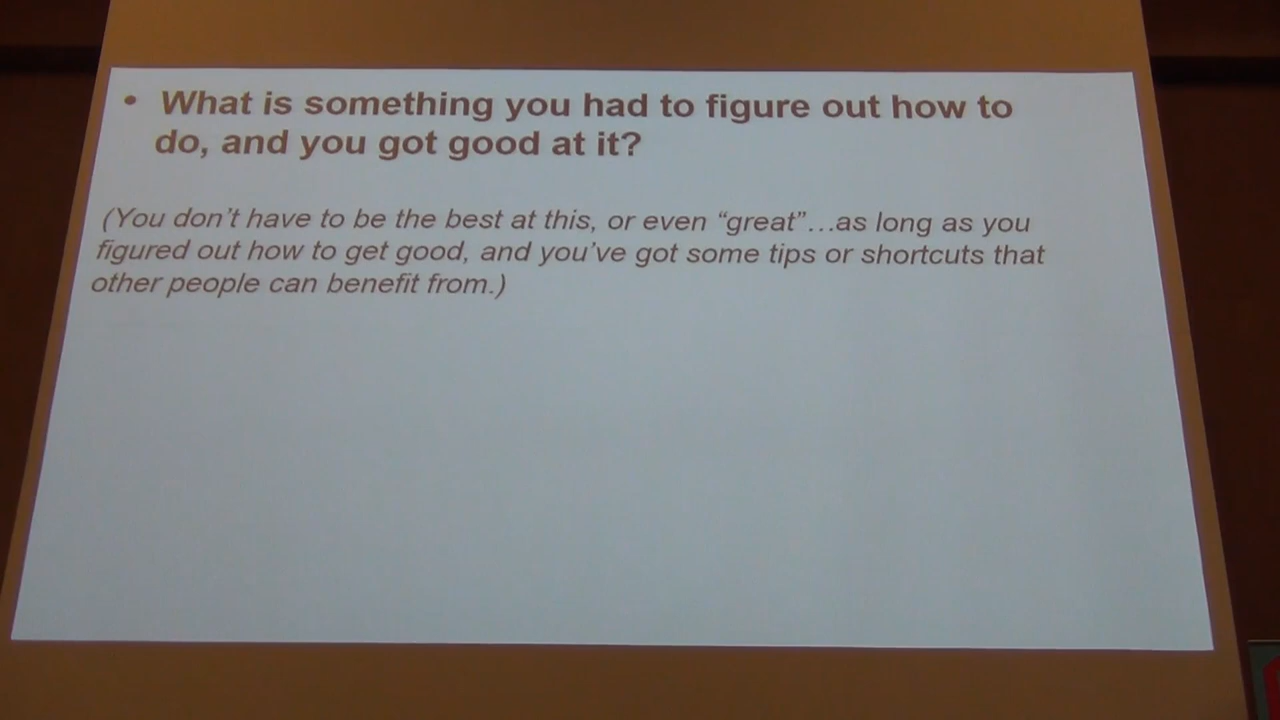 • What is something you had to figure out how to
do, and you got good at it?
(You don't have to be the best at this, or even “great”…as long as you
figured out how to get good, and you've got some tips or shortcuts that
other people can benefit from.)